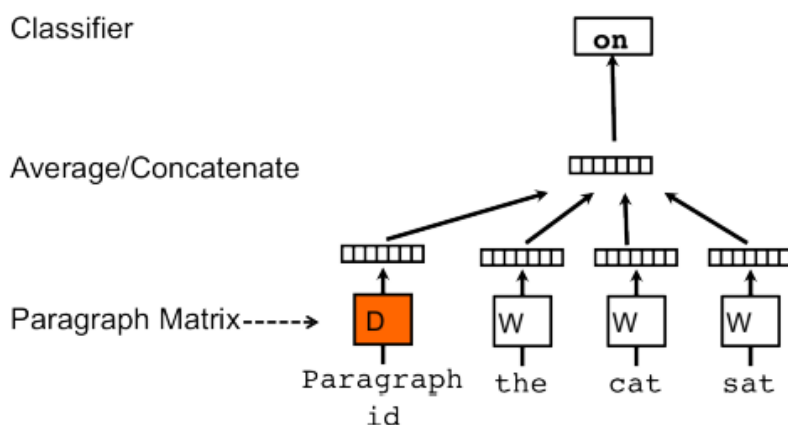 Classifier
on
Average/Concatenate
Paragraph Matrix
D
W
W
W
Paragraph
id
the
cat
sat